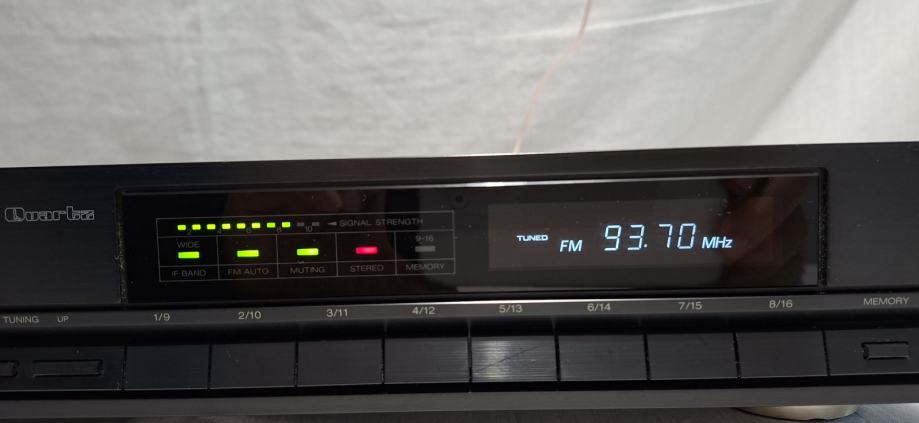 Quartz
10 ◄ SIGNAL STRENGTH
WIDE 9-16
IF BAND FM AUTO MUTING STEREO MEMORY
TUNED FM 93.70 MHz
TUNING UP 1/9 2/10 3/11 4/12 5/13 6/14 7/15 8/16 MEMORY